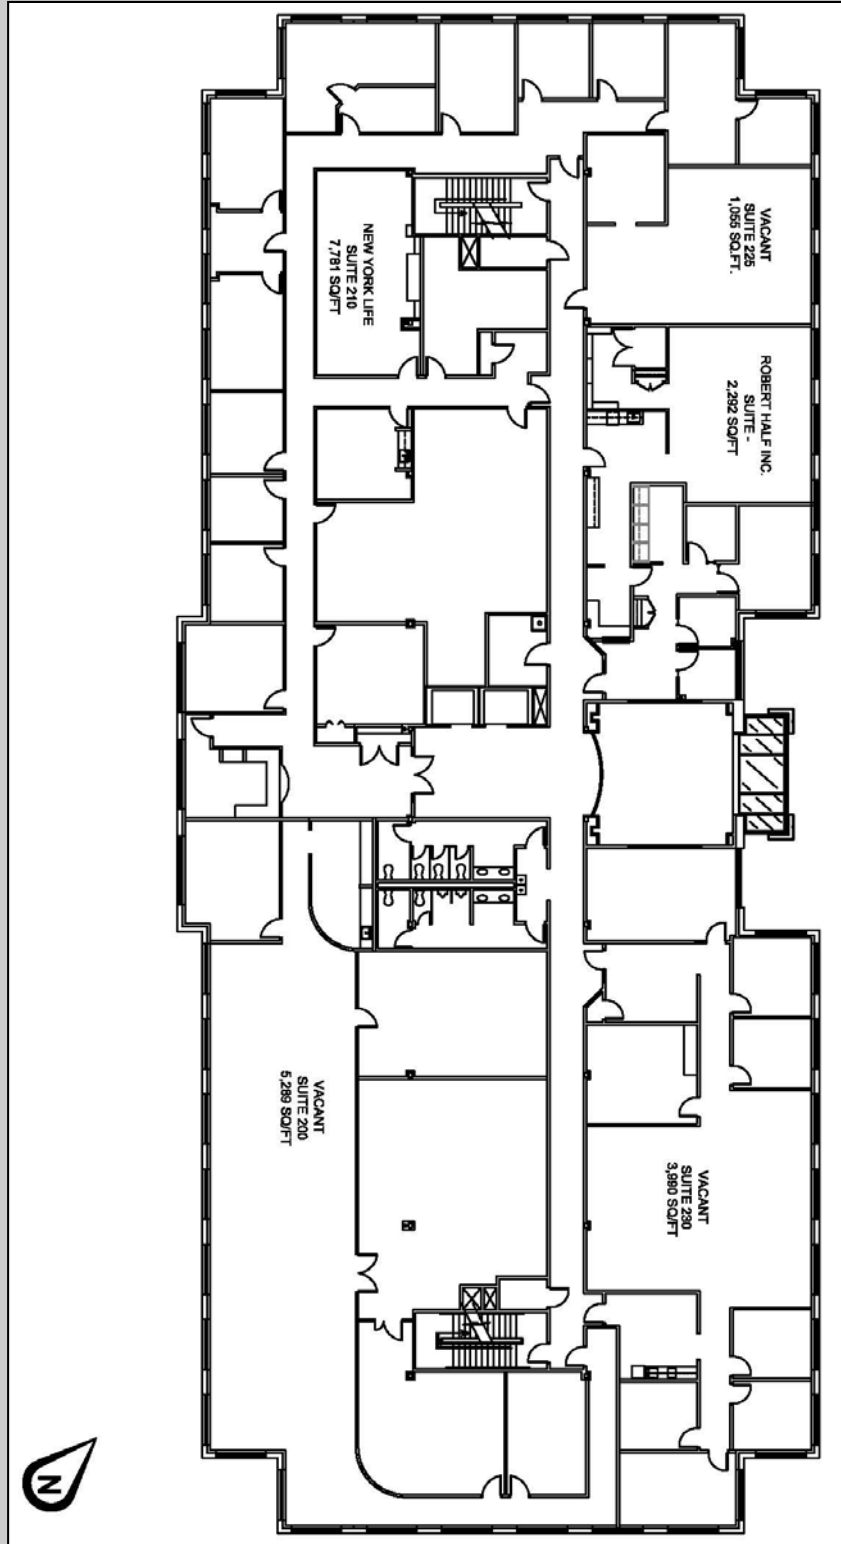 NEW YORK LIFE
SUITE 210
7,781 SQ/FT
VACANT
SUITE 225
1,055 SQ.FT.
ROBERT HALF INC.
SUITE -
2,292 SQ/FT
VACANT
SUITE 200
5,289 SQ/FT
VACANT
SUITE 230
3,990 SQ/FT
N